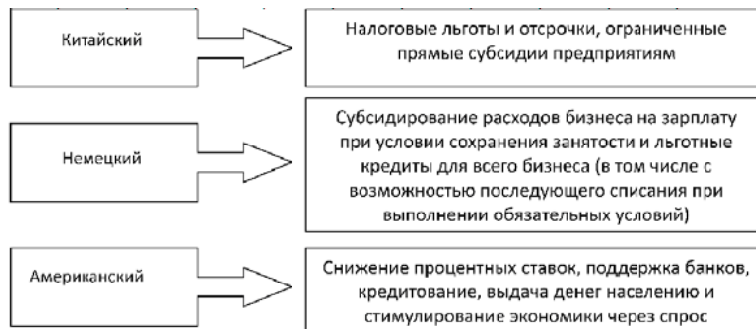 Китайский
Налоговые льготы и отсрочки, ограниченные
прямые субсидии предприятиям
Немецкий
Субсидирование расходов бизнеса на зарплату
при условии сохранения занятости и льготные
кредиты для всего бизнеса (в том числе с
возможностью последующего списания при
выполнении обязательных условий)
Американский
Снижение процентных ставок, поддержка банков,
кредитование, выдача денег населению и
стимулирование экономики через спрос